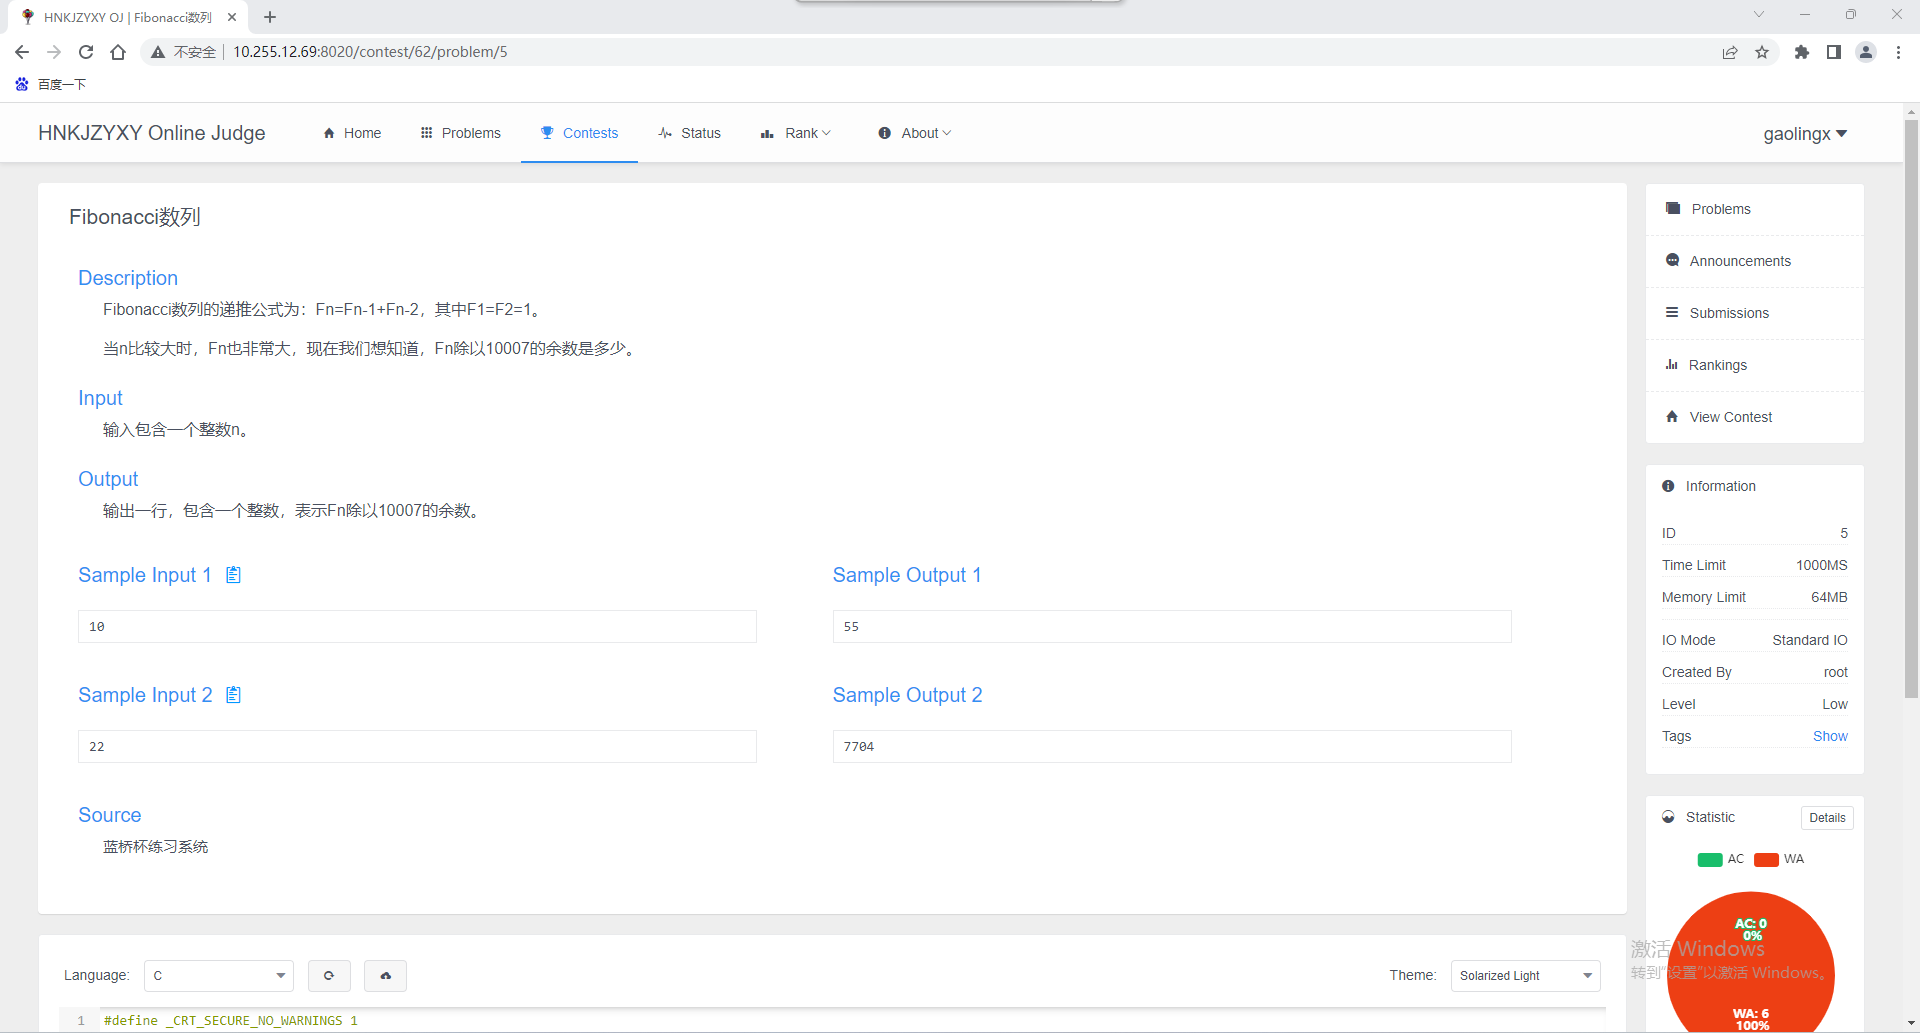 HNKJZYXY OJ | Fibonacci数列
不安全 10.255.12.69:8020/contest/62/problem/5
百度一下
HNKJZYXY Online Judge Home Problems Contests Status Rank About gaolingx
Fibonacci数列
Description
Fibonacci数列的递推公式为：Fn=Fn-1+Fn-2，其中F1=F2=1。
当n比较大时，Fn也非常大，现在我们想知道，Fn除以10007的余数是多少。
Input
输入包含一个整数n。
Output
输出一行，包含一个整数，表示Fn除以10007的余数。
Sample Input 1 Sample Output 1
10 55
Sample Input 2 Sample Output 2
22 7704
Source
蓝桥杯练习系统
Language: C Theme: Solarized Light
1 #define _CRT_SECURE_NO_WARNINGS 1
Problems
Announcements
Submissions
Rankings
View Contest
Information
ID 5
Time Limit 1000MS
Memory Limit 64MB
IO Mode Standard IO
Created By root
Level Low
Tags Show
Statistic Details
AC WA
AC: 0
0%
激活 Windows
转到“设置”以激活 Windows。
WA: 6
100%